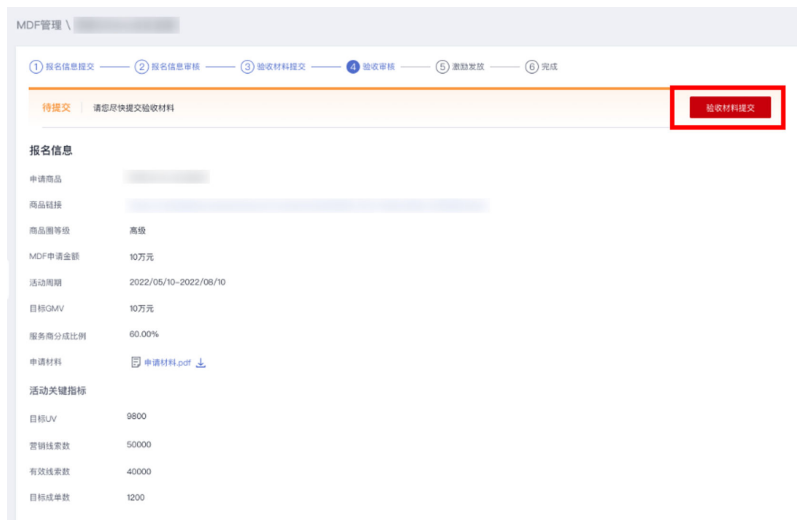 MDF管理 \
1 报名信息提交 2 报名信息审核 3 验收材料提交 4 验收审核 5 激励发放 6 完成
待提交 请您尽快提交验收材料 验收材料提交
报名信息
申请商品
商品链接
商品圈等级 高级
MDF申请金额 10万元
活动周期 2022/05/10-2022/08/10
目标GMV 10万元
服务商分成比例 60.00%
申请材料 申请材料.pdf
活动关键指标
目标UV 9800
营销线索数 50000
有效线索数 40000
目标成单数 1200